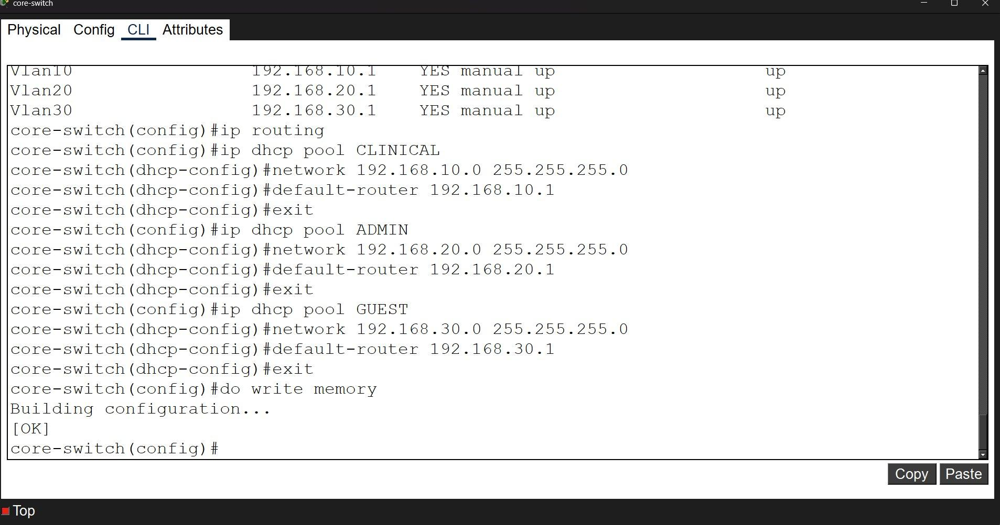 core-switch
Physical Config CLI Attributes
Vlan10 192.168.10.1 YES manual up up
Vlan20 192.168.20.1 YES manual up up
Vlan30 192.168.30.1 YES manual up up
core-switch(config)#ip routing
core-switch(config)#ip dhcp pool CLINICAL
core-switch(dhcp-config)#network 192.168.10.0 255.255.255.0
core-switch(dhcp-config)#default-router 192.168.10.1
core-switch(dhcp-config)#exit
core-switch(config)#ip dhcp pool ADMIN
core-switch(dhcp-config)#network 192.168.20.0 255.255.255.0
core-switch(dhcp-config)#default-router 192.168.20.1
core-switch(dhcp-config)#exit
core-switch(config)#ip dhcp pool GUEST
core-switch(dhcp-config)#network 192.168.30.0 255.255.255.0
core-switch(dhcp-config)#default-router 192.168.30.1
core-switch(dhcp-config)#exit
core-switch(config)#do write memory
Building configuration...
[OK]
core-switch(config)#
Copy Paste
Top